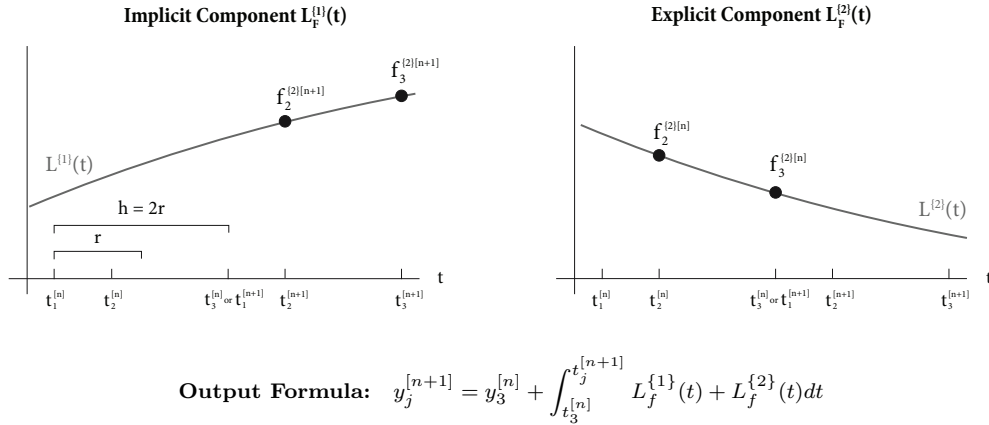 Implicit Component L_F^{1}(t)
f_2^{2}[n+1]
f_3^{2}[n+1]
L^{1}(t)
h = 2r
r
t_1^[n] t_2^[n] t_3^[n] or t_1^[n+1] t_2^[n+1] t_3^[n+1]
t
Explicit Component L_F^{2}(t)
f_2^{2}[n]
f_3^{2}[n]
L^{2}(t)
t_1^[n] t_2^[n] t_3^[n] or t_1^[n+1] t_2^[n+1] t_3^[n+1]
t
Output Formula: y_j^[n+1] = y_3^[n] + ∫_{t_3^[n]}^{t_j^[n+1]} L_f^{1}(t) + L_f^{2}(t)dt